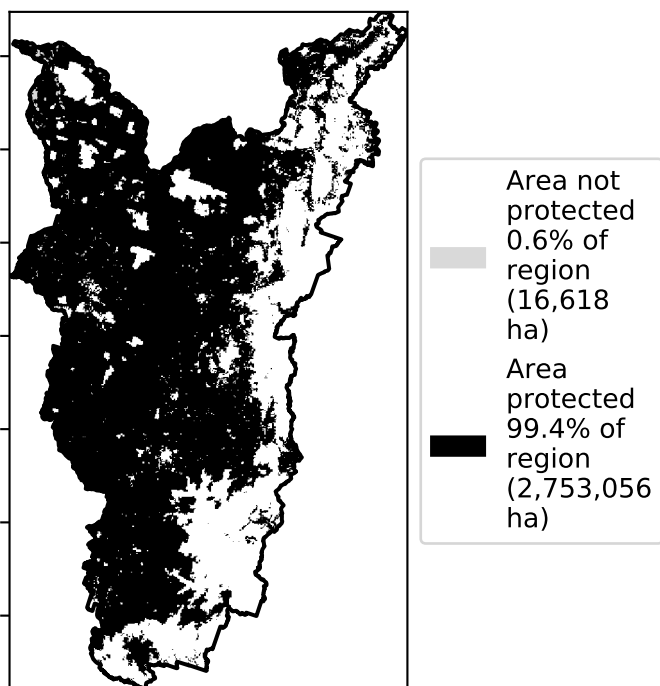 Area not
protected
0.6% of
region
(16,618
ha)
Area
protected
99.4% of
region
(2,753,056
ha)